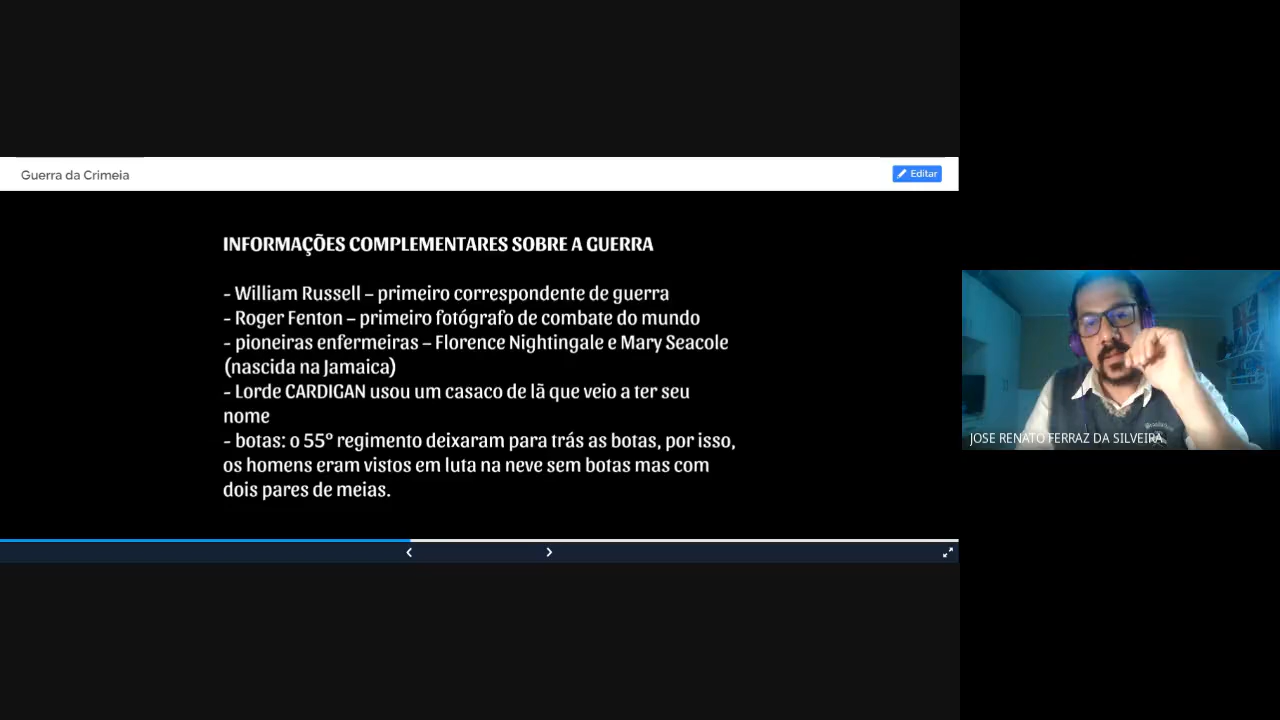 Guerra da Crimeia
Editar
INFORMAÇÕES COMPLEMENTARES SOBRE A GUERRA
- William Russell – primeiro correspondente de guerra
- Roger Fenton – primeiro fotógrafo de combate do mundo
- pioneiras enfermeiras – Florence Nightingale e Mary Seacole
(nascida na Jamaica)
- Lorde CARDIGAN usou um casaco de lã que veio a ter seu
nome
- botas: o 55º regimento deixaram para trás as botas, por isso,
os homens eram vistos em luta na neve sem botas mas com
dois pares de meias.
JOSE RENATO FERRAZ DA SILVEIRA